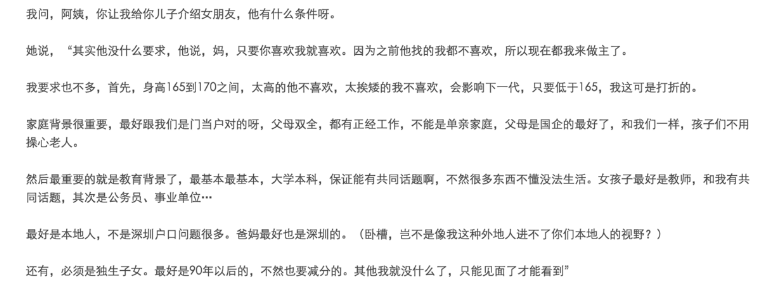 我问，阿姨，你让我给你儿子介绍女朋友，他有什么条件呀。
她说，“其实他没什么要求，他说，妈，只要你喜欢我就喜欢。因为之前他找的我都不喜欢，所以现在都我来做主了。
我要求也不多，首先，身高165到170之间，太高的他不喜欢，太挨矮的我不喜欢，会影响下一代，只要低于165，我这可是打折的。
家庭背景很重要，最好跟我们是门当户对的呀，父母双全，都有正经工作，不能是单亲家庭，父母是国企的最好了，和我们一样，孩子们不用
操心老人。
然后最重要的就是教育背景了，最基本最基本，大学本科，保证能有共同话题啊，不然很多东西不懂没法生活。女孩子最好是教师，和我有共
同话题，其次是公务员、事业单位…
最好是本地人，不是深圳户口问题很多。爸妈最好也是深圳的。（卧槽，岂不是像我这种外地人进不了你们本地人的视野？）
还有，必须是独生子女。最好是90年以后的，不然也要减分的。其他我就没什么了，只能见面了才能看到”